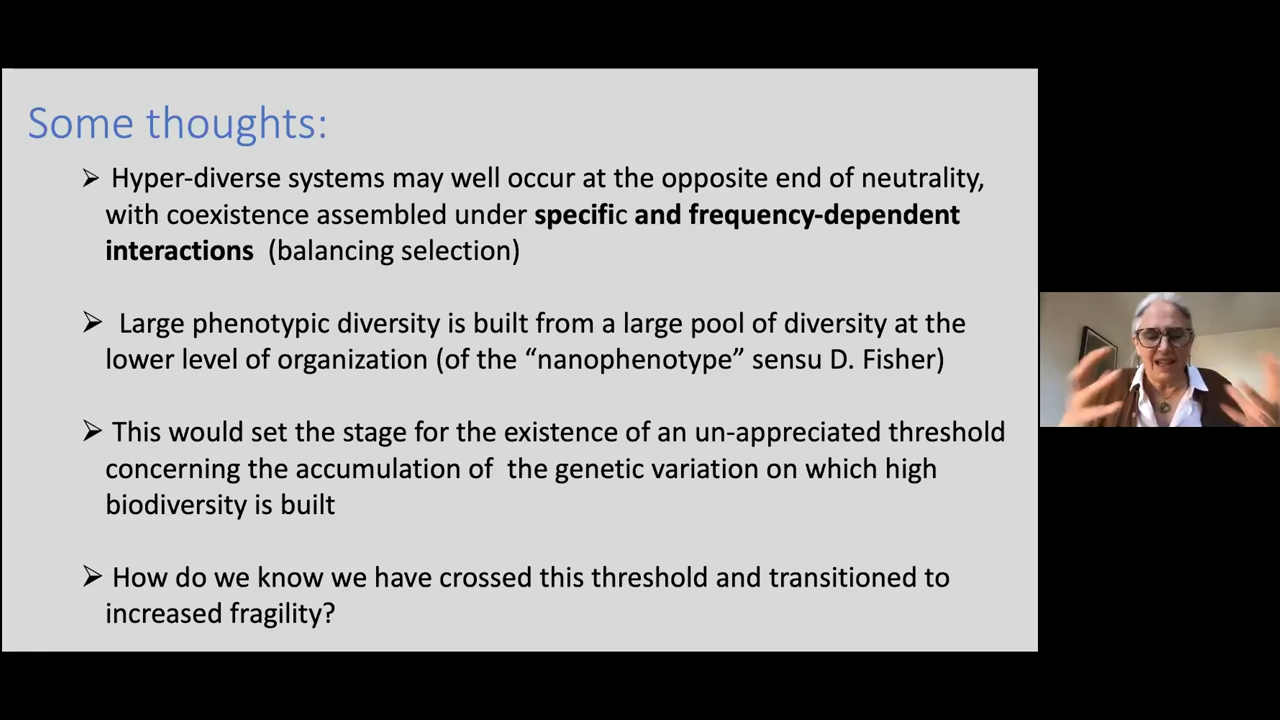 Some thoughts:
➢ Hyper-diverse systems may well occur at the opposite end of neutrality,
with coexistence assembled under specific and frequency-dependent
interactions (balancing selection)
➢ Large phenotypic diversity is built from a large pool of diversity at the
lower level of organization (of the “nanophenotype” sensu D. Fisher)
➢ This would set the stage for the existence of an un-appreciated threshold
concerning the accumulation of the genetic variation on which high
biodiversity is built
➢ How do we know we have crossed this threshold and transitioned to
increased fragility?